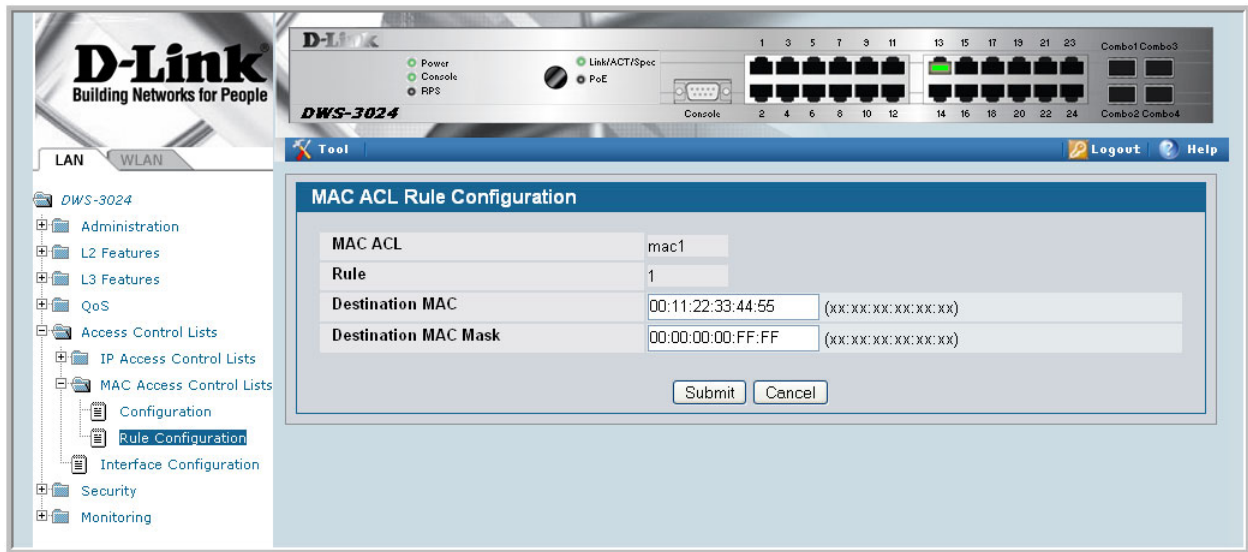 D-Link
Building Networks for People
D-Link
Power
Console
RPS
Link/ACT/Spec
PoE
DWS-3024
Console
1 3 5 7 9 11 13 15 17 19 21 23
2 4 6 8 10 12 14 16 18 20 22 24
Combo1 Combo3
Combo2 Combo4
LAN WLAN
Tool Logout Help
DWS-3024
Administration
L2 Features
L3 Features
QoS
Access Control Lists
IP Access Control Lists
MAC Access Control Lists
Configuration
Rule Configuration
Interface Configuration
Security
Monitoring
MAC ACL Rule Configuration
MAC ACL mac1
Rule 1
Destination MAC 00:11:22:33:44:55 (xx:xx:xx:xx:xx:xx)
Destination MAC Mask 00:00:00:00:FF:FF (xx:xx:xx:xx:xx:xx)
Submit Cancel